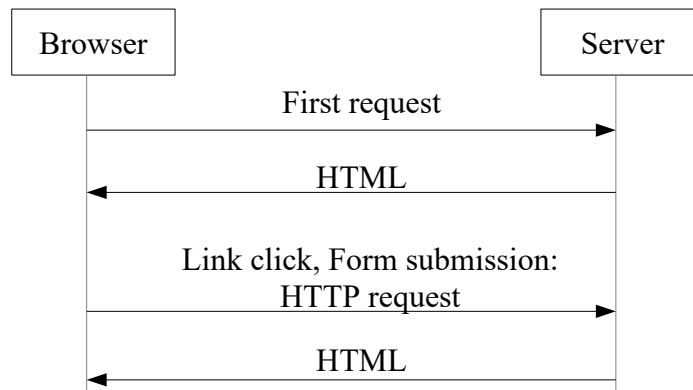 Browser
Server
First request
HTML
Link click, Form submission:
HTTP request
HTML